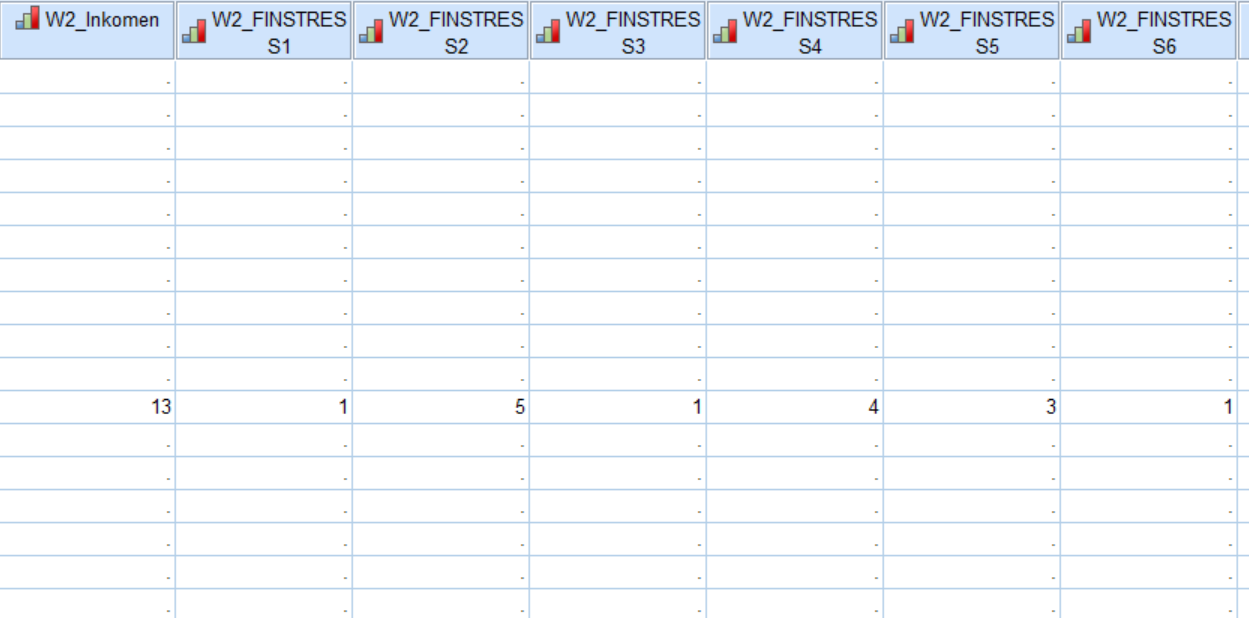 W2_Inkomen W2_FINSTRES W2_FINSTRES W2_FINSTRES W2_FINSTRES W2_FINSTRES W2_FINSTRES
S1 S2 S3 S4 S5 S6
. . . . . . .
. . . . . . .
. . . . . . .
. . . . . . .
. . . . . . .
. . . . . . .
. . . . . . .
. . . . . . .
. . . . . . .
. . . . . . .
13 1 5 1 4 3 1
. . . . . . .
. . . . . . .
. . . . . . .
. . . . . . .
. . . . . . .
. . . . . . .